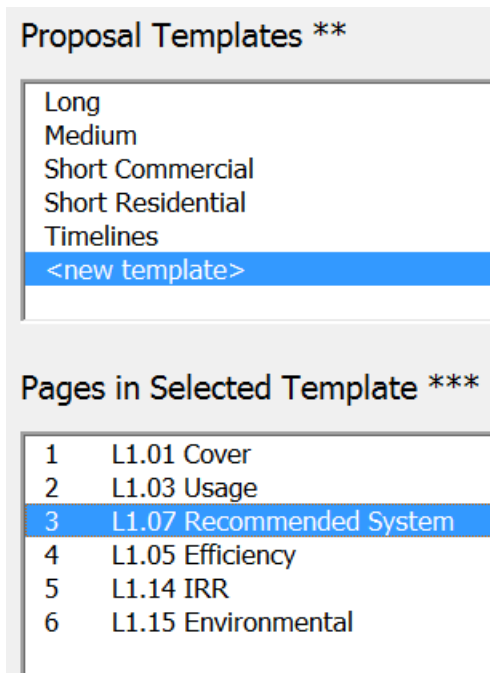 Proposal Templates **
Long
Medium
Short Commercial
Short Residential
Timelines
<new template>
Pages in Selected Template ***
1 L1.01 Cover
2 L1.03 Usage
3 L1.07 Recommended System
4 L1.05 Efficiency
5 L1.14 IRR
6 L1.15 Environmental